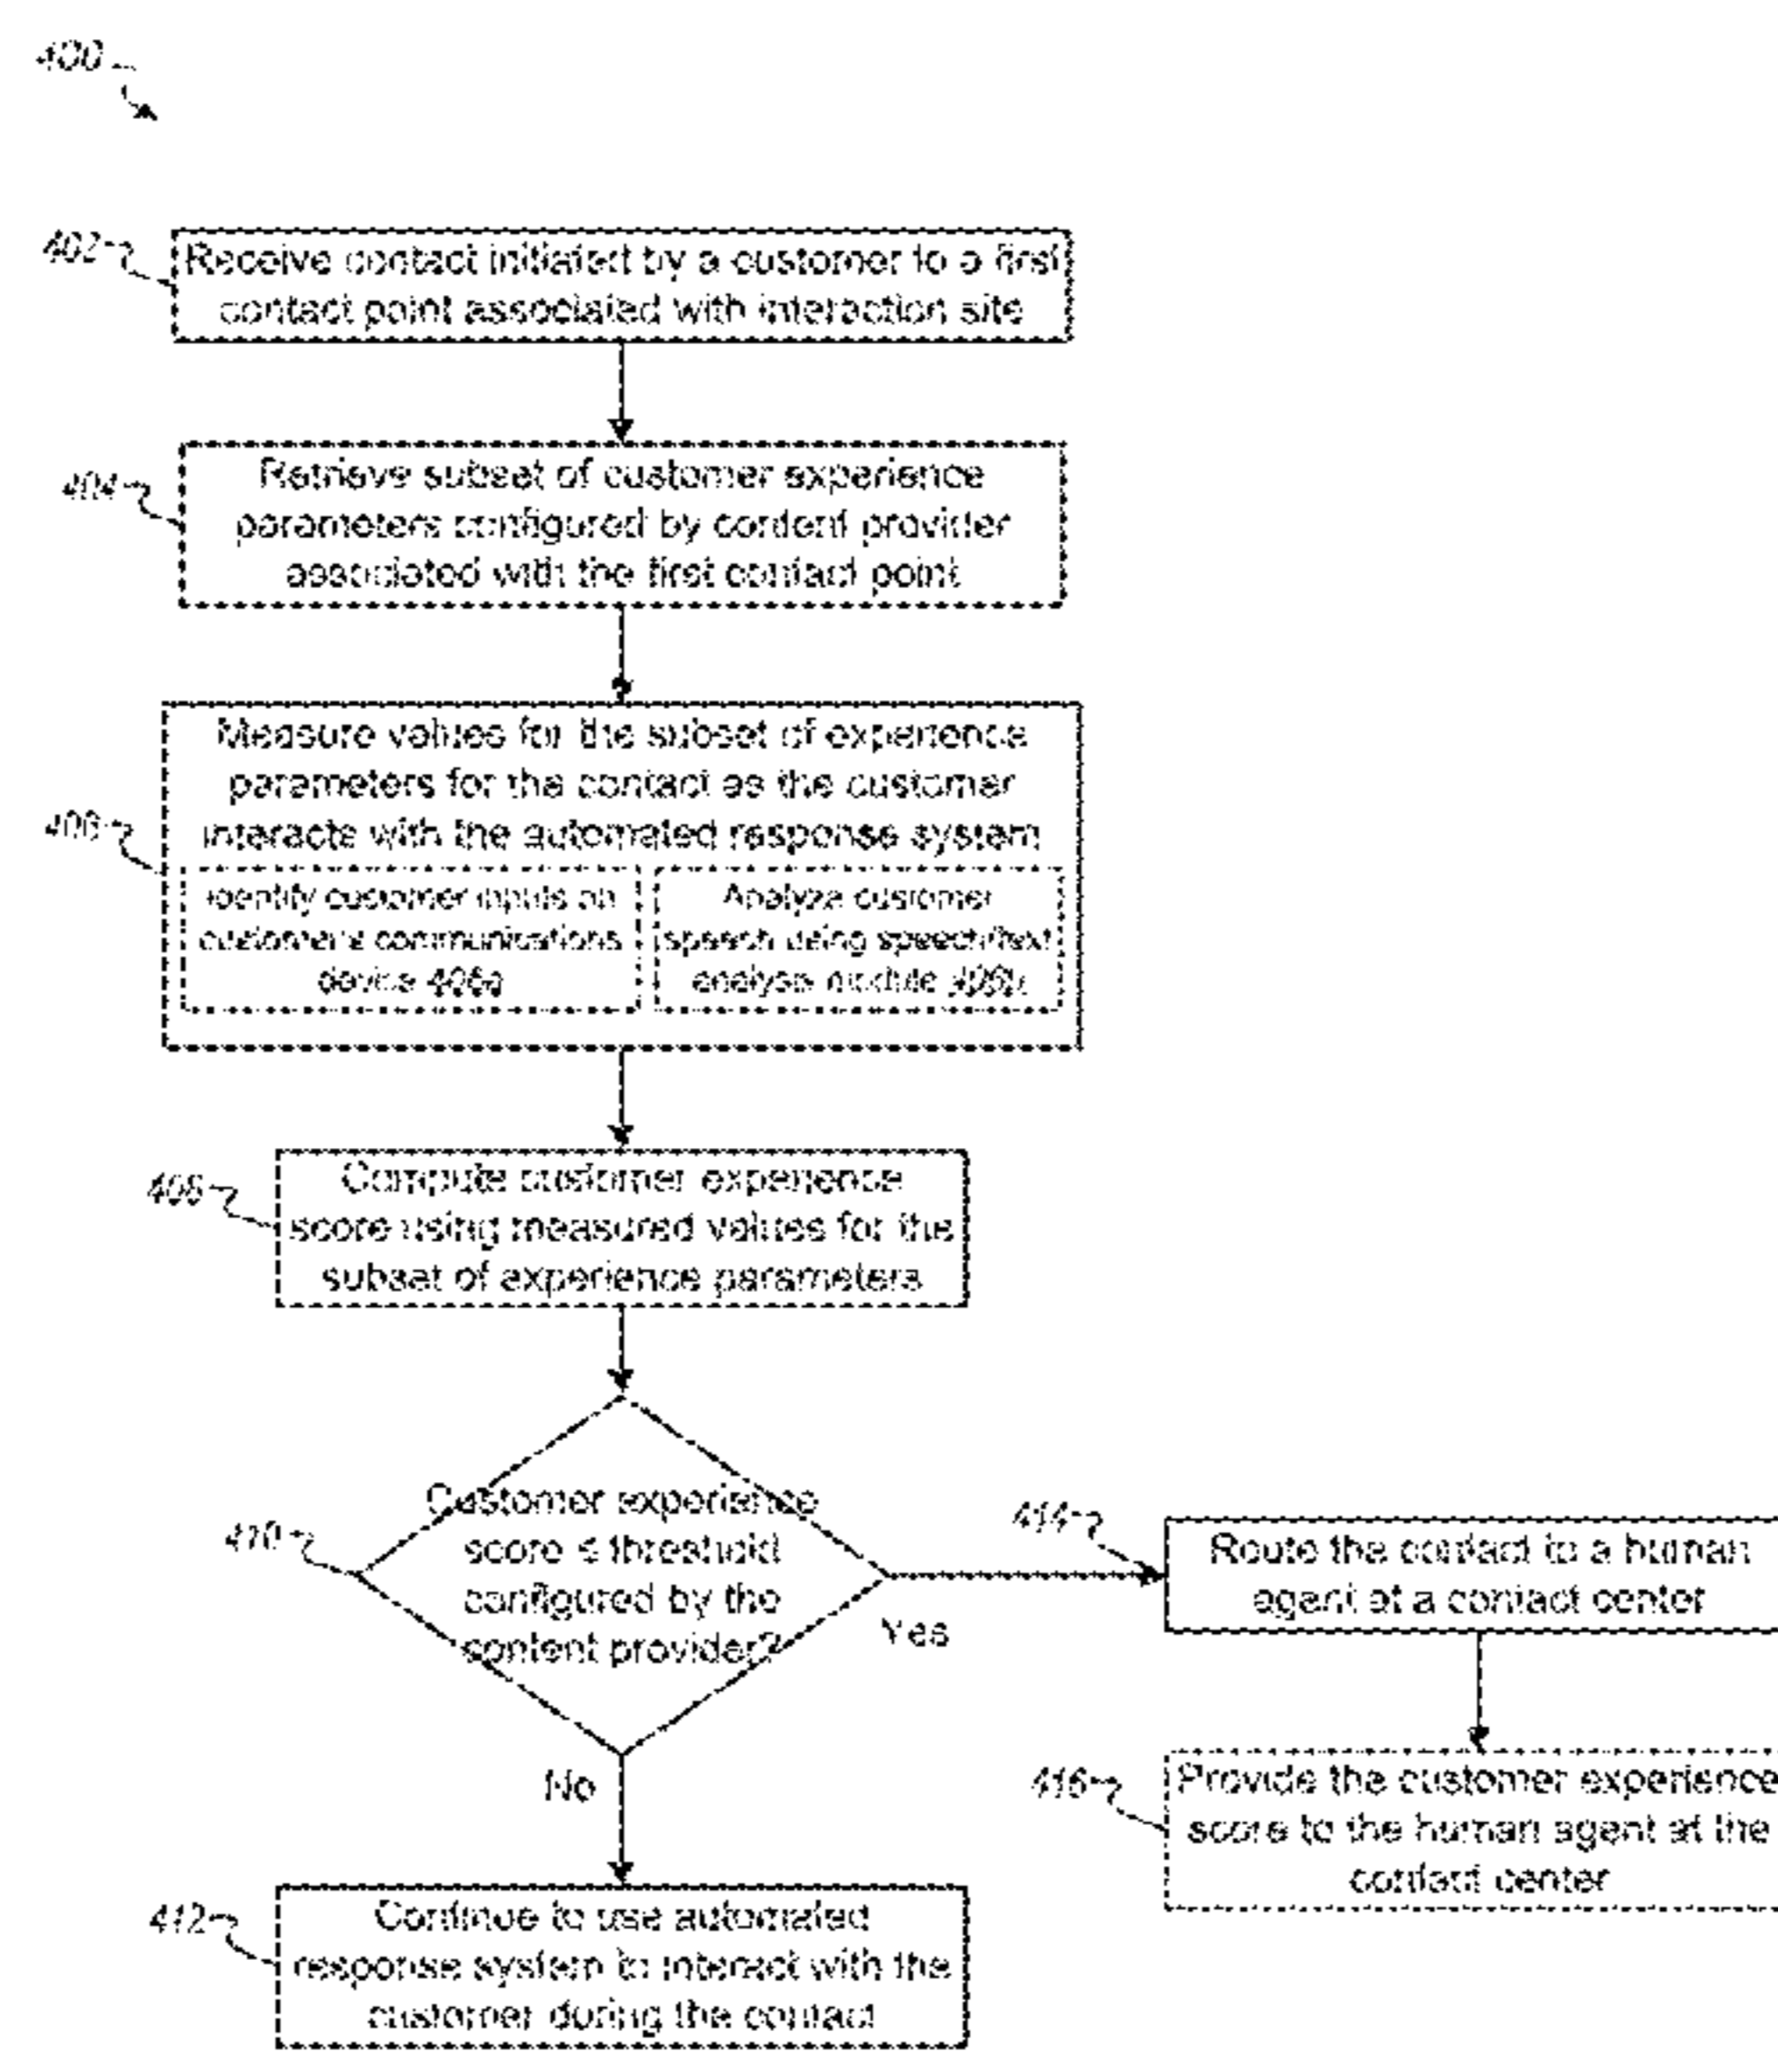 400
402
Receive contact initiated by a customer to a first
contact point associated with interaction site
404
Retrieve subset of customer experience
parameters configured by content provider
associated with the first contact point
406
Measure values for the subset of experience
parameters for the contact as the customer
interacts with the automated response system
Identify customer inputs on
customer's communications
device 406a
Analyze customer
speech using speech/text
analysis module 406b
408
Compute customer experience
score using measured values for the
subset of experience parameters
410
Customer experience
score ≤ threshold
configured by the
content provider?
Yes
No
414
Route the contact to a human
agent at a contact center
416
Provide the customer experience
score to the human agent at the
contact center
412
Continue to use automated
response system to interact with the
customer during the contact